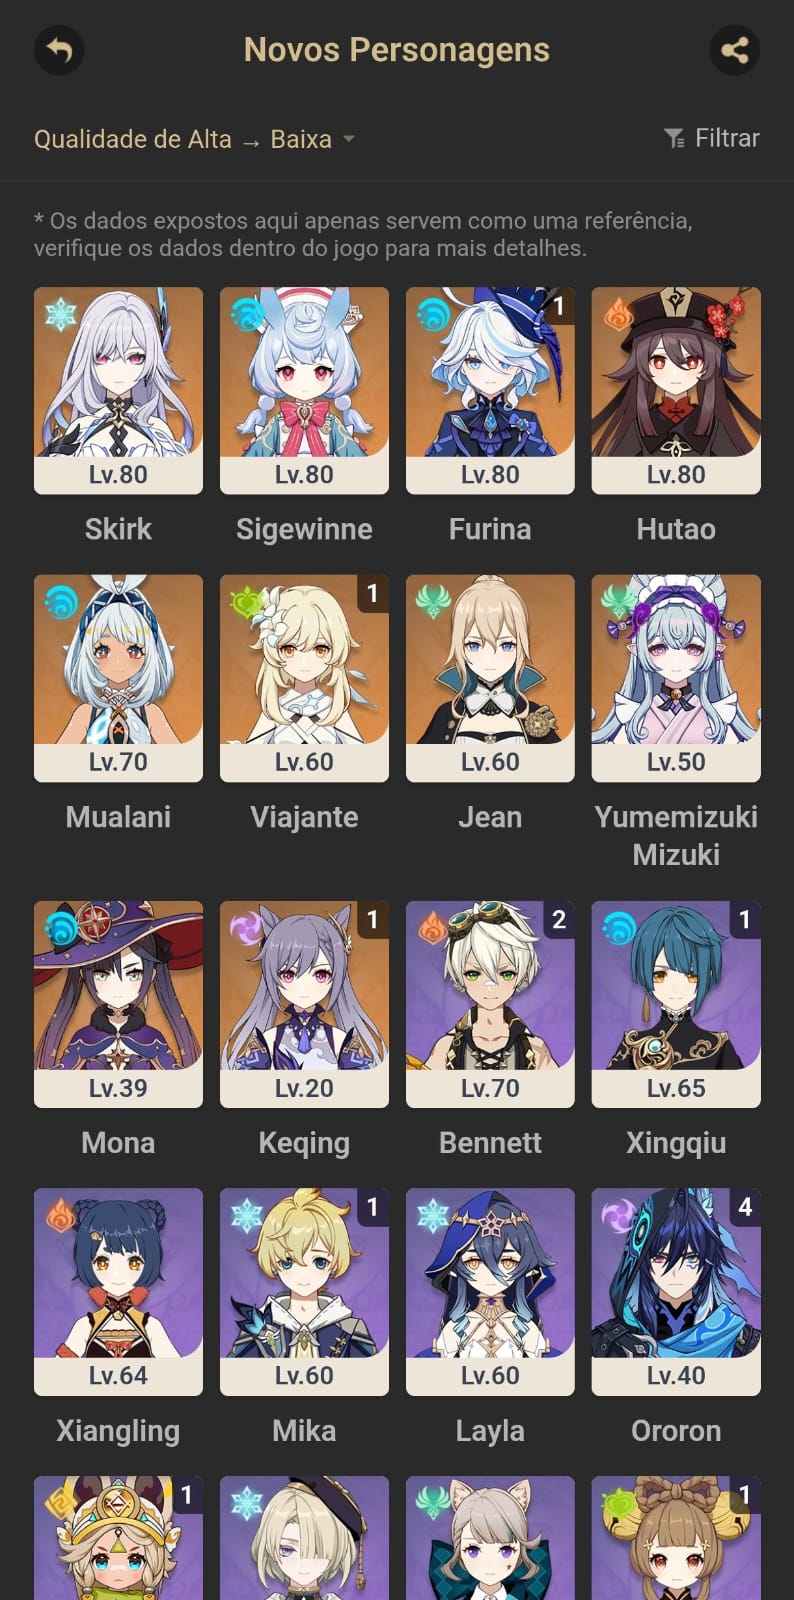 Novos Personagens
Qualidade de Alta → Baixa
Filtrar
* Os dados expostos aqui apenas servem como uma referência,
verifique os dados dentro do jogo para mais detalhes.
1
Lv.80 Lv.80 Lv.80 Lv.80
Skirk Sigewinne Furina Hutao
1
Lv.70 Lv.60 Lv.60 Lv.50
Mualani Viajante Jean Yumemizuki
Mizuki
1 2 1
Lv.39 Lv.20 Lv.70 Lv.65
Mona Keqing Bennett Xingqiu
1 4
Lv.64 Lv.60 Lv.60 Lv.40
Xiangling Mika Layla Ororon
1 1